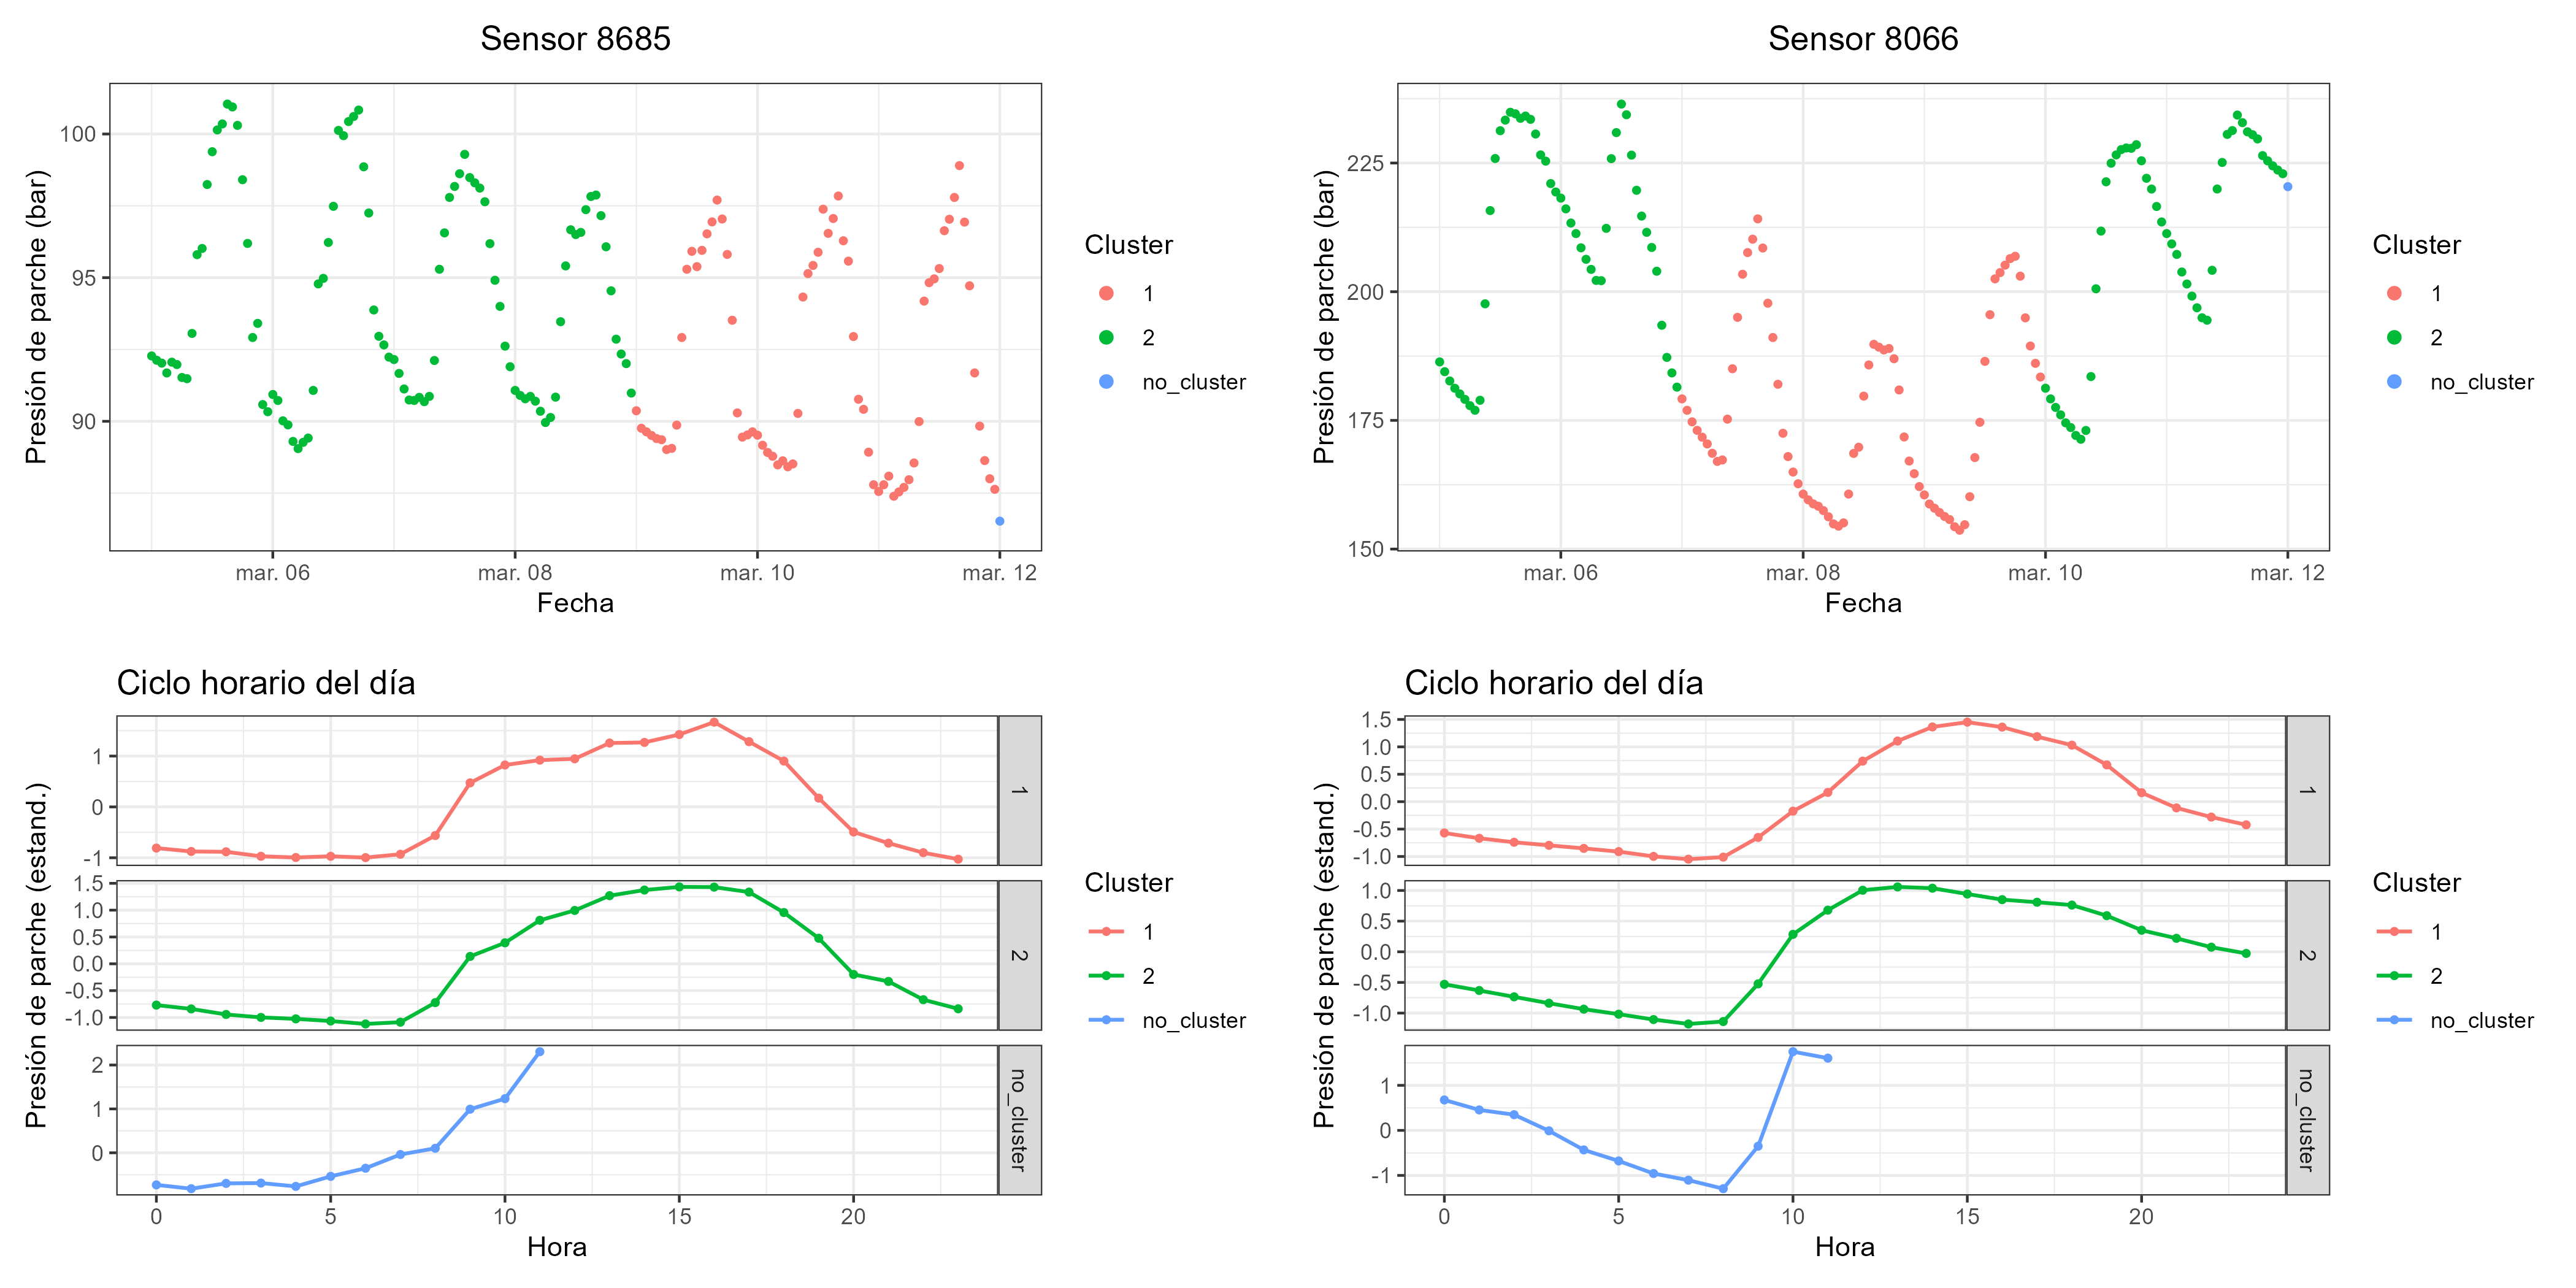 Sensor 8685
Presión de parche (bar)
100
95
90
mar. 06 mar. 08 mar. 10 mar. 12
Fecha
Cluster
1
2
no_cluster
Sensor 8066
Presión de parche (bar)
225
200
175
150
mar. 06 mar. 08 mar. 10 mar. 12
Fecha
Cluster
1
2
no_cluster
Ciclo horario del día
Presión de parche (estand.)
1
0
-1
1
1.5
1.0
0.5
0.0
-0.5
-1.0
2
2
1
0
no_cluster
0 5 10 15 20
Hora
Cluster
1
2
no_cluster
Ciclo horario del día
Presión de parche (estand.)
1.5
1.0
0.5
0.0
-0.5
-1.0
1
1.0
0.5
0.0
-0.5
-1.0
2
1
0
-1
no_cluster
0 5 10 15 20
Hora
Cluster
1
2
no_cluster